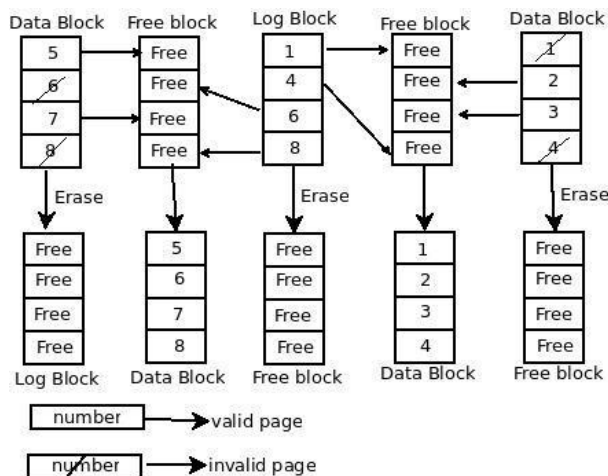 Data Block Free block Log Block Free block Data Block
5 Free 1 Free 1
6 Free 4 Free 2
7 Free 6 Free 3
8 Free 8 Free 4
Erase Erase Erase
Free 5 Free 1 Free
Free 6 Free 2 Free
Free 7 Free 3 Free
Free 8 Free 4 Free
Log Block Data Block Free block Data Block Free block
number valid page
number invalid page